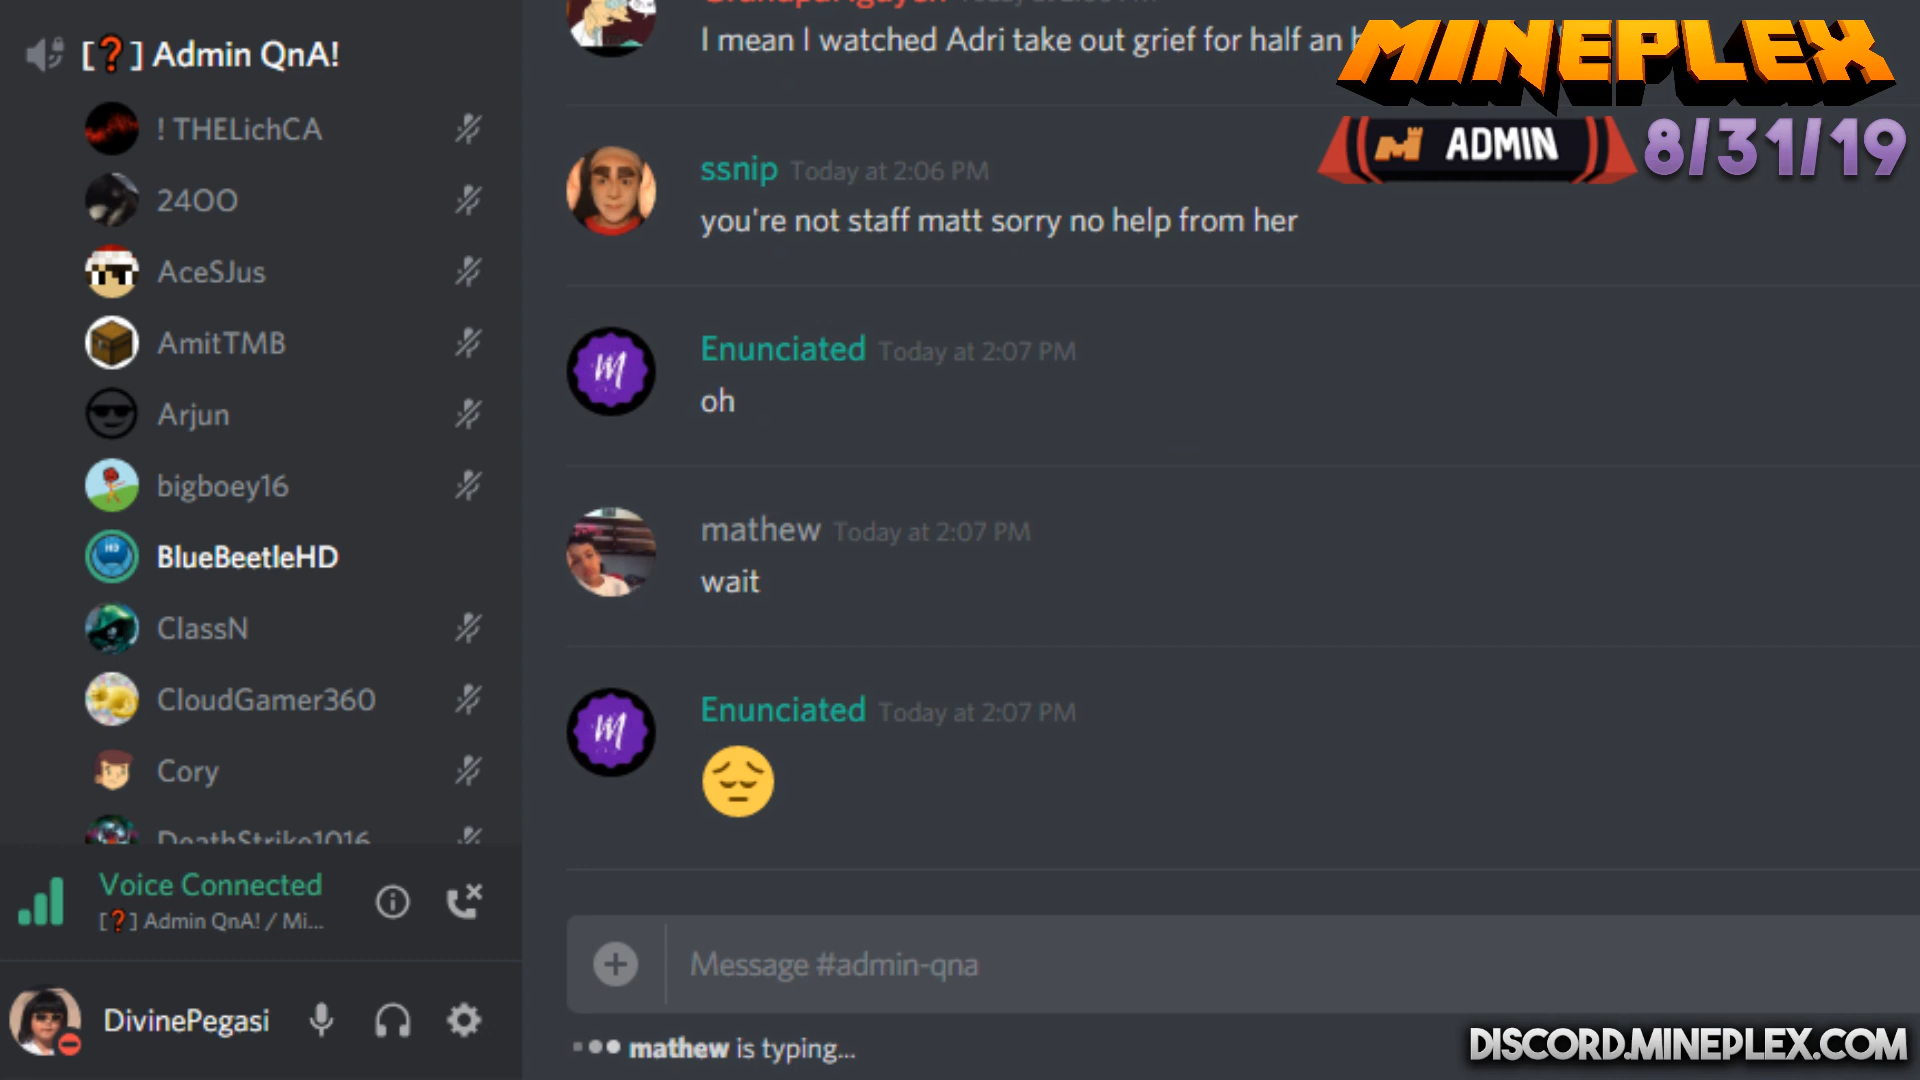 [❓] Admin QnA!
! THELichCA
24OO
AceSJus
AmitTMB
Arjun
bigboey16
BlueBeetleHD
ClassN
CloudGamer360
Cory
DeathStrike1016
Voice Connected
[❓] Admin QnA! / Mi...
DivinePegasi
I mean I watched Adri take out grief for half an
ssnip Today at 2:06 PM
you're not staff matt sorry no help from her
Enunciated Today at 2:07 PM
oh
mathew Today at 2:07 PM
wait
Enunciated Today at 2:07 PM
Message #admin-qna
mathew is typing...
MINEPLEX
ADMIN 8/31/19
DISCORD.MINEPLEX.COM